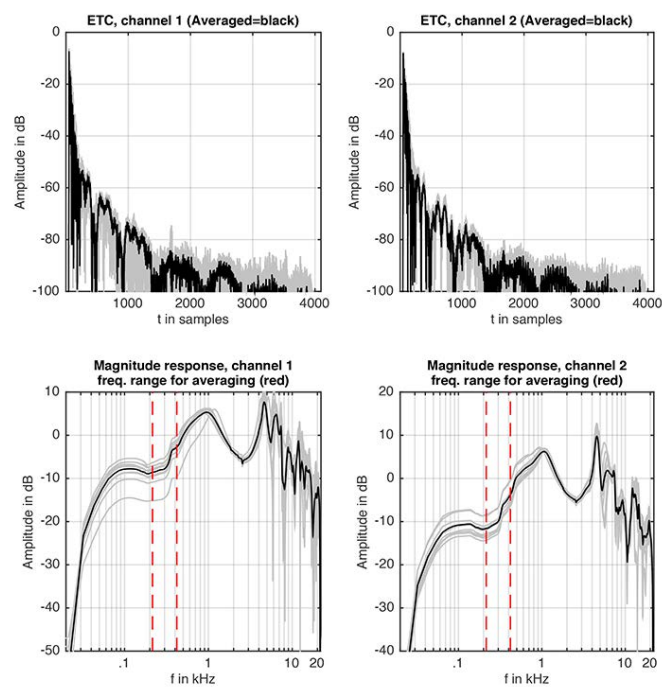 ETC, channel 1 (Averaged=black)
ETC, channel 2 (Averaged=black)
Amplitude in dB
0
-20
-40
-60
-80
-100
1000 2000 3000 4000
t in samples
Amplitude in dB
0
-20
-40
-60
-80
-100
1000 2000 3000 4000
t in samples
Magnitude response, channel 1
freq. range for averaging (red)
Magnitude response, channel 2
freq. range for averaging (red)
Amplitude in dB
10
0
-10
-20
-30
-40
-50
.1 1 10 20
f in kHz
Amplitude in dB
20
10
0
-10
-20
-30
-40
.1 1 10 20
f in kHz